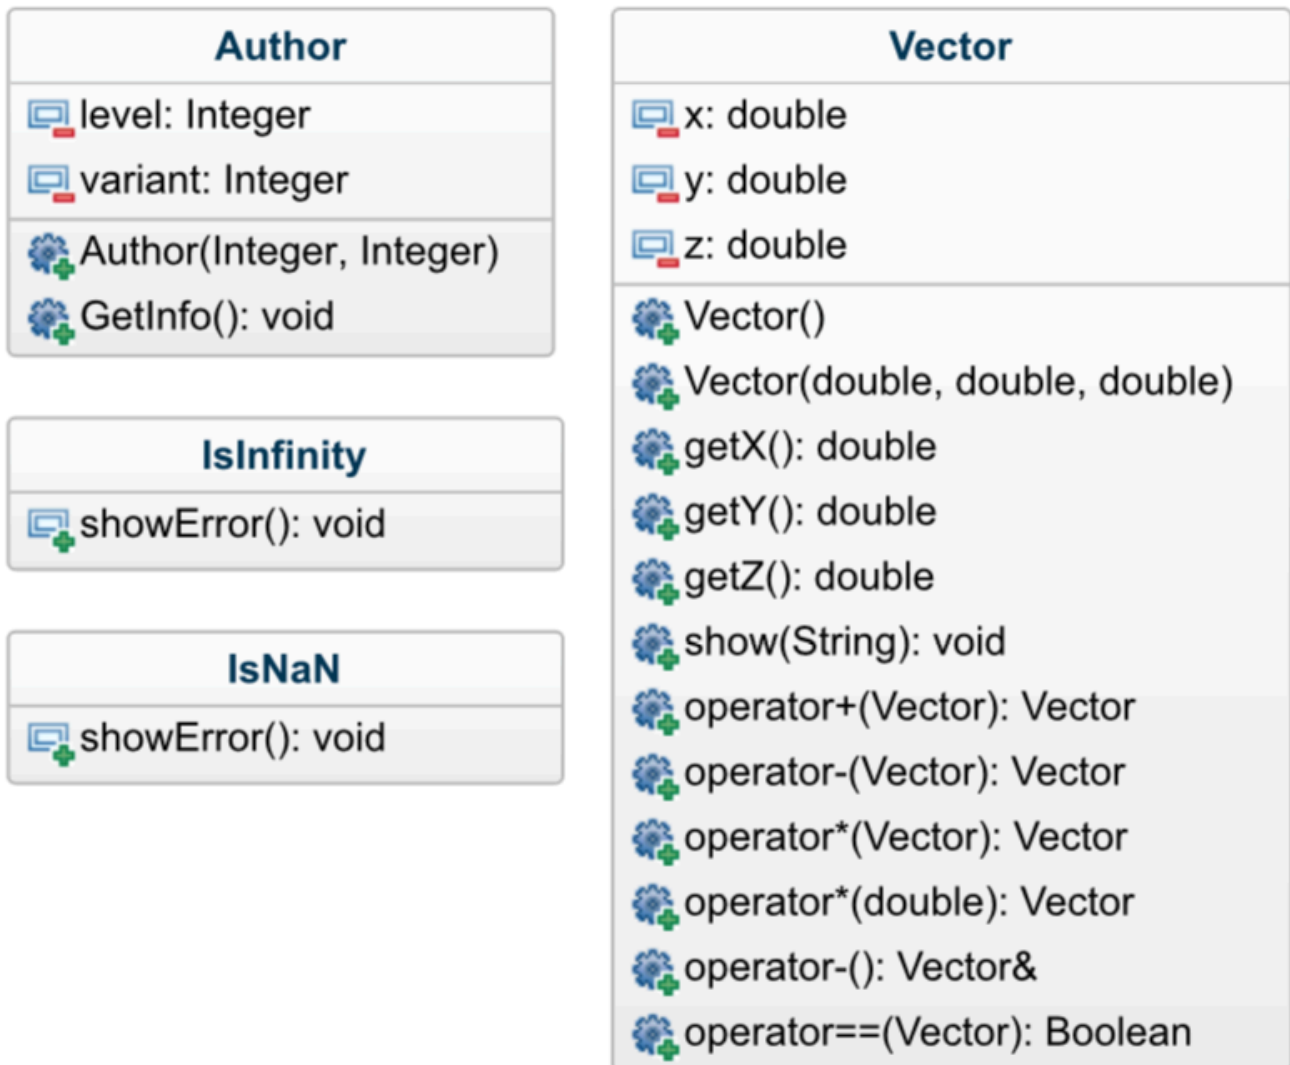 Author
level: Integer
variant: Integer
Author(Integer, Integer)
GetInfo(): void
IsInfinity
showError(): void
IsNaN
showError(): void
Vector
x: double
y: double
z: double
Vector()
Vector(double, double, double)
getX(): double
getY(): double
getZ(): double
show(String): void
operator+(Vector): Vector
operator-(Vector): Vector
operator*(Vector): Vector
operator*(double): Vector
operator-(): Vector&
operator==(Vector): Boolean